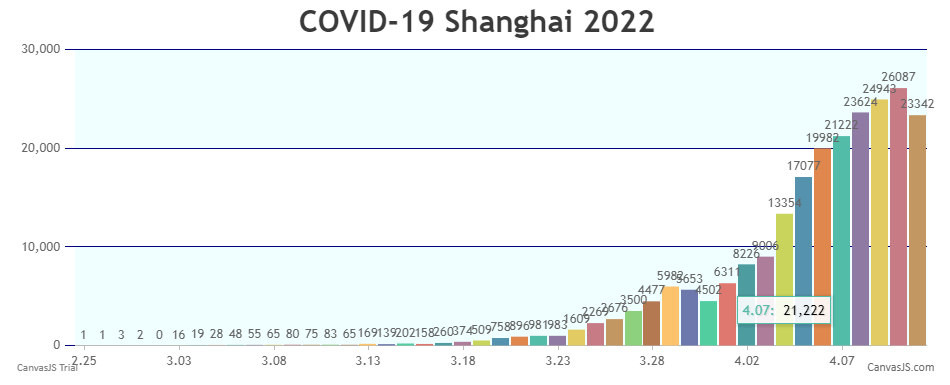 COVID-19 Shanghai 2022
30,000
20,000
10,000
0
1 1 3 2 0 16 19 28 48 55 65 80 75 83 65 169 139 202 158 260 374 509 758 896 981 983 1609 2269 2676 3500 4477 5982 5653 4502 6311 8226 9006 13354 17077 19982 21222 23624 24943 26087 23342
4.07: 21,222
2.25 3.03 3.08 3.13 3.18 3.23 3.28 4.02 4.07
CanvasJS Trial
CanvasJS.com